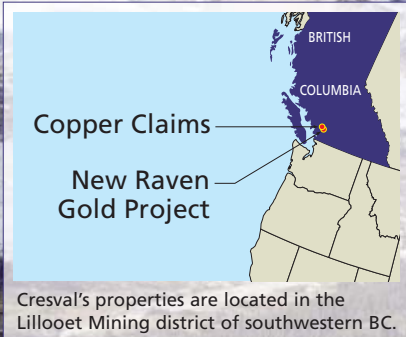 BRITISH
COLUMBIA
Copper Claims
New Raven
Gold Project
Cresval's properties are located in the
Lillooet Mining district of southwestern BC.